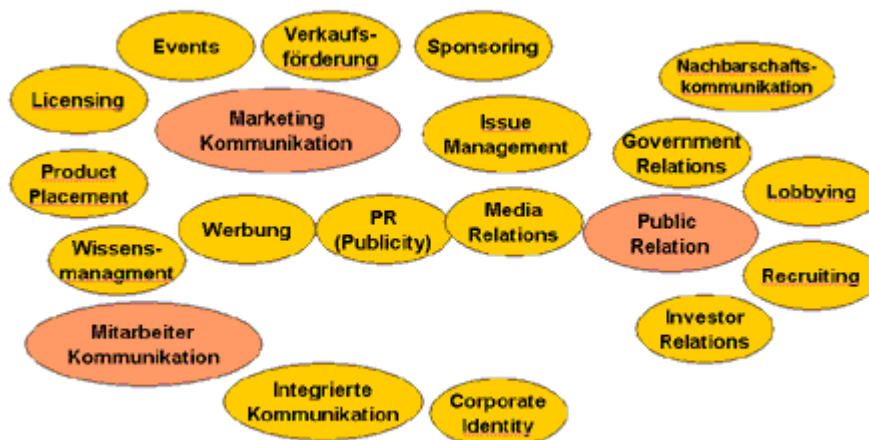 Events
Verkaufs-
förderung
Sponsoring
Nachbarschafts-
kommunikation
Licensing
Marketing
Kommunikation
Issue
Management
Government
Relations
Product
Placement
Lobbying
Werbung
PR
(Publicity)
Media
Relations
Public
Relation
Wissens-
managment
Recruiting
Mitarbeiter
Kommunikation
Investor
Relations
Integrierte
Kommunikation
Corporate
Identity